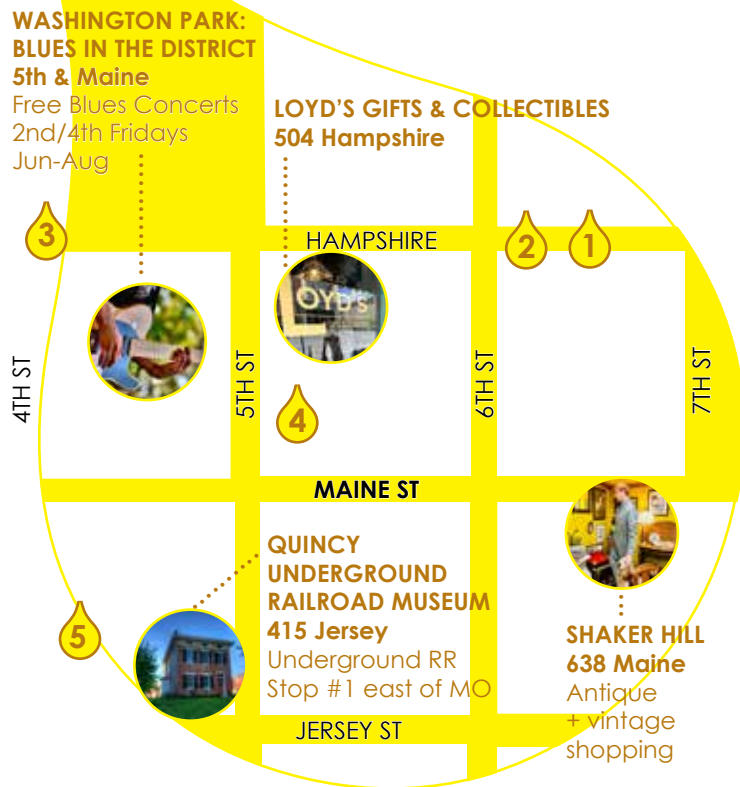 WASHINGTON PARK:
BLUES IN THE DISTRICT
5th & Maine
Free Blues Concerts
2nd/4th Fridays
Jun-Aug
LOYD'S GIFTS & COLLECTIBLES
504 Hampshire
3
HAMPSHIRE
2
1
LOYD'S
4TH ST
5TH ST
6TH ST
7TH ST
4
MAINE ST
QUINCY
UNDERGROUND
RAILROAD MUSEUM
415 Jersey
Underground RR
Stop #1 east of MO
5
SHAKER HILL
638 Maine
Antique
+ vintage
shopping
JERSEY ST